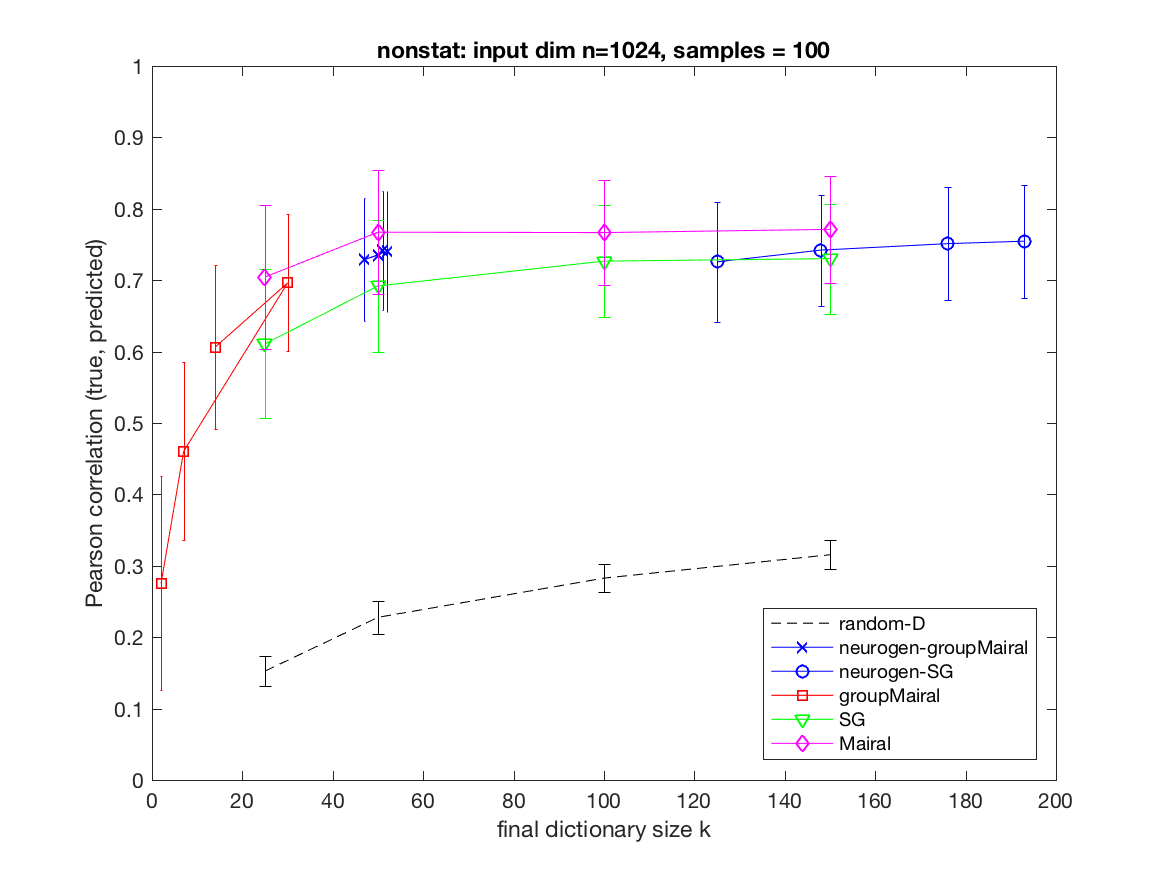 nonstat: input dim n=1024, samples = 100
1
0.9
0.8
0.7
0.6
0.5
0.4
0.3
0.2
0.1
0
Pearson correlation (true, predicted)
0 20 40 60 80 100 120 140 160 180 200
final dictionary size k
random-D
neurogen-groupMairal
neurogen-SG
groupMairal
SG
Mairal